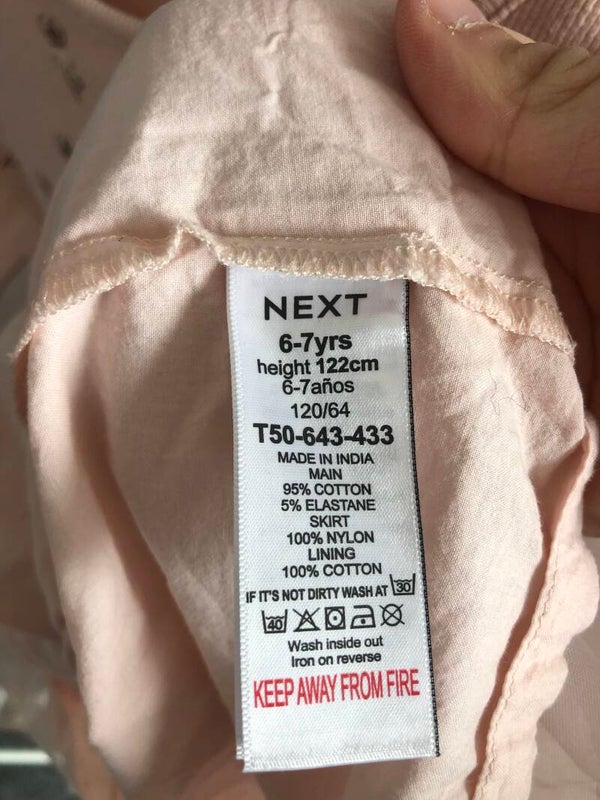 NEXT
6-7yrs
height 122cm
6-7años
120/64
T50-643-433
MADE IN INDIA
MAIN
95% COTTON
5% ELASTANE
SKIRT
100% NYLON
LINING
100% COTTON
IF IT'S NOT DIRTY WASH AT 30
40
Wash inside out
Iron on reverse
KEEP AWAY FROM FIRE